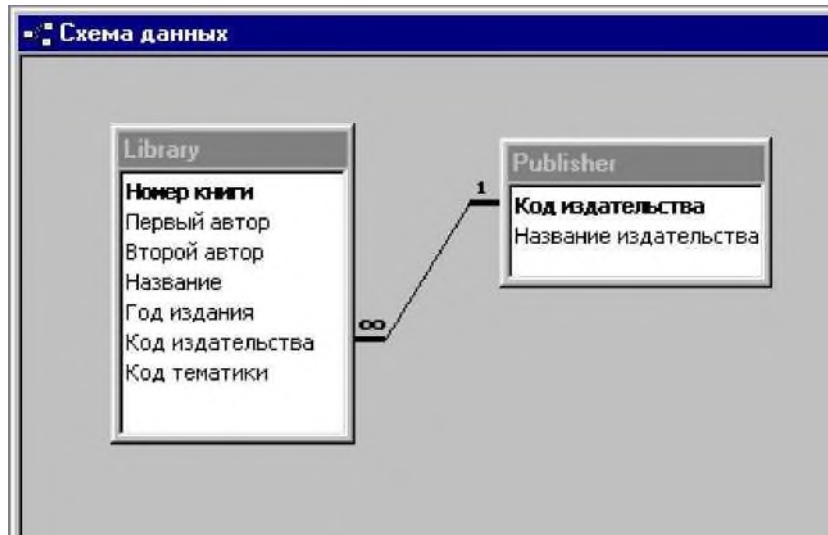 Схема данных
Library
Номер книги
Первый автор
Второй автор
Название
Год издания
Код издательства
Код тематики
∞
1
Publisher
Код издательства
Название издательства